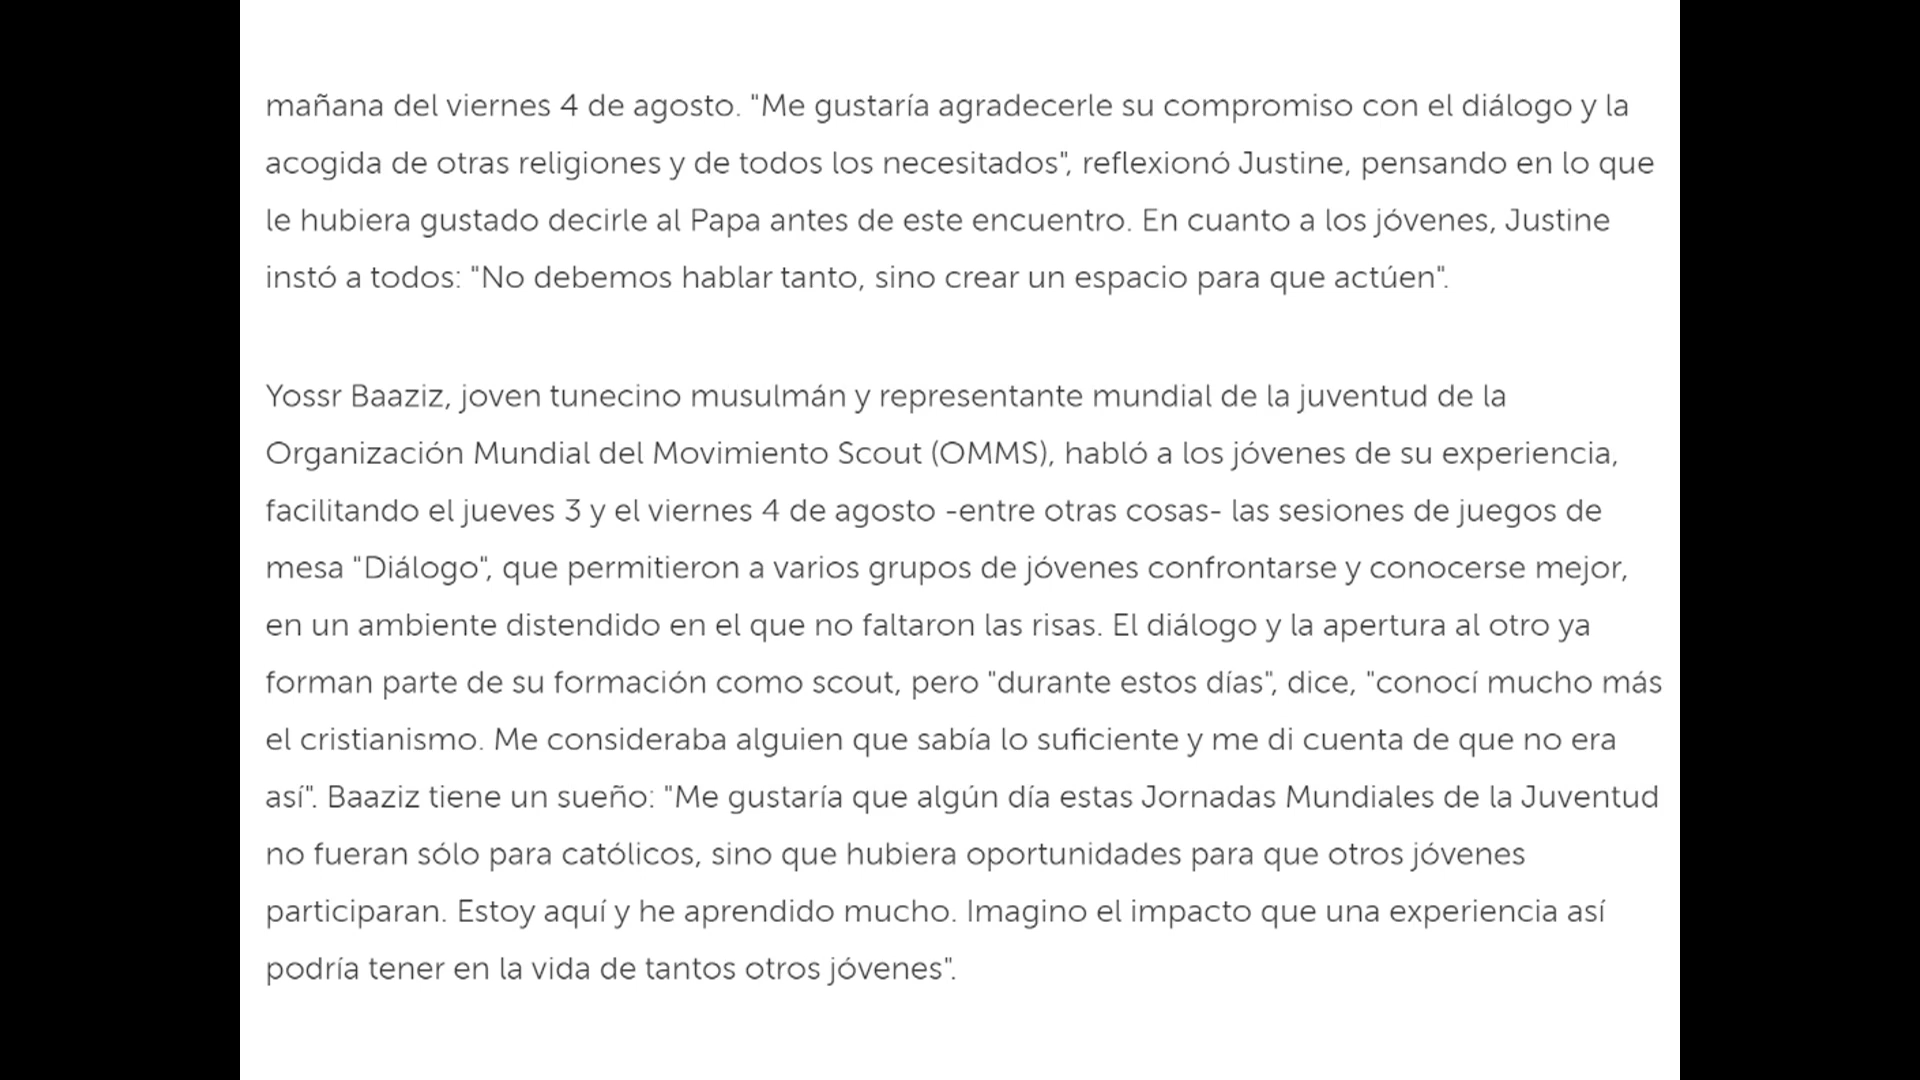 mañana del viernes 4 de agosto. "Me gustaría agradecerle su compromiso con el diálogo y la
acogida de otras religiones y de todos los necesitados", reflexionó Justine, pensando en lo que
le hubiera gustado decirle al Papa antes de este encuentro. En cuanto a los jóvenes, Justine
instó a todos: "No debemos hablar tanto, sino crear un espacio para que actúen".
Yossr Baaziz, joven tunecino musulmán y representante mundial de la juventud de la
Organización Mundial del Movimiento Scout (OMMS), habló a los jóvenes de su experiencia,
facilitando el jueves 3 y el viernes 4 de agosto -entre otras cosas- las sesiones de juegos de
mesa "Diálogo", que permitieron a varios grupos de jóvenes confrontarse y conocerse mejor,
en un ambiente distendido en el que no faltaron las risas. El diálogo y la apertura al otro ya
forman parte de su formación como scout, pero "durante estos días", dice, "conocí mucho más
el cristianismo. Me consideraba alguien que sabía lo suficiente y me di cuenta de que no era
así". Baaziz tiene un sueño: "Me gustaría que algún día estas Jornadas Mundiales de la Juventud
no fueran sólo para católicos, sino que hubiera oportunidades para que otros jóvenes
participaran. Estoy aquí y he aprendido mucho. Imagino el impacto que una experiencia así
podría tener en la vida de tantos otros jóvenes".